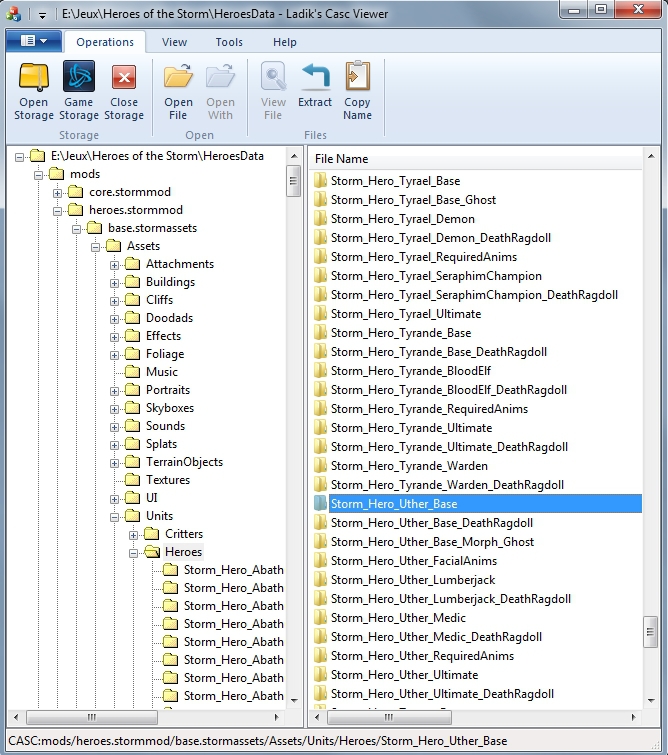 E:\Jeux\Heroes of the Storm\HeroesData - Ladik's Casc Viewer
Operations View Tools Help
Open Storage
Game Storage
Close Storage
Open File
Open With
View File
Extract
Copy Name
Storage
Open
Files
E:\Jeux\Heroes of the Storm\HeroesData
mods
core.stormmod
heroes.stormmod
base.stormassets
Assets
Attachments
Buildings
Cliffs
Doodads
Effects
Foliage
Music
Portraits
Skyboxes
Sounds
Splats
TerrainObjects
Textures
UI
Units
Critters
Heroes
Storm_Hero_Abath
Storm_Hero_Abath
Storm_Hero_Abath
Storm_Hero_Abath
Storm_Hero_Abath
Storm_Hero_Abath
Storm_Hero_Abath
Storm_Hero_Abath
File Name
Storm_Hero_Tyrael_Base
Storm_Hero_Tyrael_Base_Ghost
Storm_Hero_Tyrael_Demon
Storm_Hero_Tyrael_Demon_DeathRagdoll
Storm_Hero_Tyrael_RequiredAnims
Storm_Hero_Tyrael_SeraphimChampion
Storm_Hero_Tyrael_SeraphimChampion_DeathRagdoll
Storm_Hero_Tyrael_Ultimate
Storm_Hero_Tyrande_Base
Storm_Hero_Tyrande_Base_DeathRagdoll
Storm_Hero_Tyrande_BloodElf
Storm_Hero_Tyrande_BloodElf_DeathRagdoll
Storm_Hero_Tyrande_RequiredAnims
Storm_Hero_Tyrande_Ultimate
Storm_Hero_Tyrande_Ultimate_DeathRagdoll
Storm_Hero_Tyrande_Warden
Storm_Hero_Tyrande_Warden_DeathRagdoll
Storm_Hero_Uther_Base
Storm_Hero_Uther_Base_DeathRagdoll
Storm_Hero_Uther_Base_Morph_Ghost
Storm_Hero_Uther_FacialAnims
Storm_Hero_Uther_Lumberjack
Storm_Hero_Uther_Lumberjack_DeathRagdoll
Storm_Hero_Uther_Medic
Storm_Hero_Uther_Medic_DeathRagdoll
Storm_Hero_Uther_RequiredAnims
Storm_Hero_Uther_Ultimate
Storm_Hero_Uther_Ultimate_DeathRagdoll
CASC:mods/heroes.stormmod/base.stormassets/Assets/Units/Heroes/Storm_Hero_Uther_Base